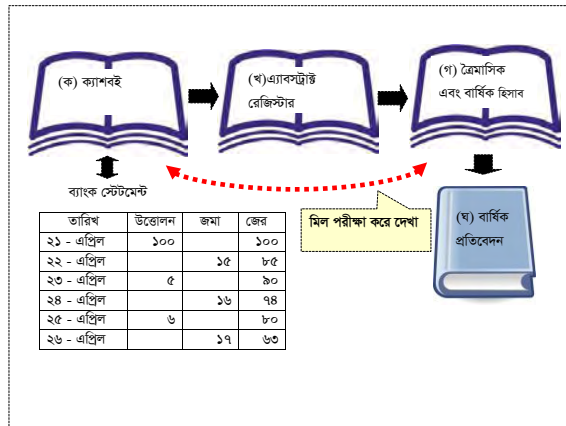 (ক) ক্যাশবই
(খ)এ্যাবসট্রাক্ট
রেজিস্টার
(গ) ত্রৈমাসিক
এবং বার্ষিক হিসাব
ব্যাংক স্টেটমেন্ট
মিল পরীক্ষা করে দেখা
(ঘ) বার্ষিক
প্রতিবেদন
তারিখ উত্তোলন জমা জের
২১ - এপ্রিল ১০০ ১০০
২২ - এপ্রিল ১৫ ৮৫
২৩ - এপ্রিল ৫ ৯০
২৪ - এপ্রিল ১৬ ৭৪
২৫ - এপ্রিল ৬ ৮০
২৬ - এপ্রিল ১৭ ৬৩